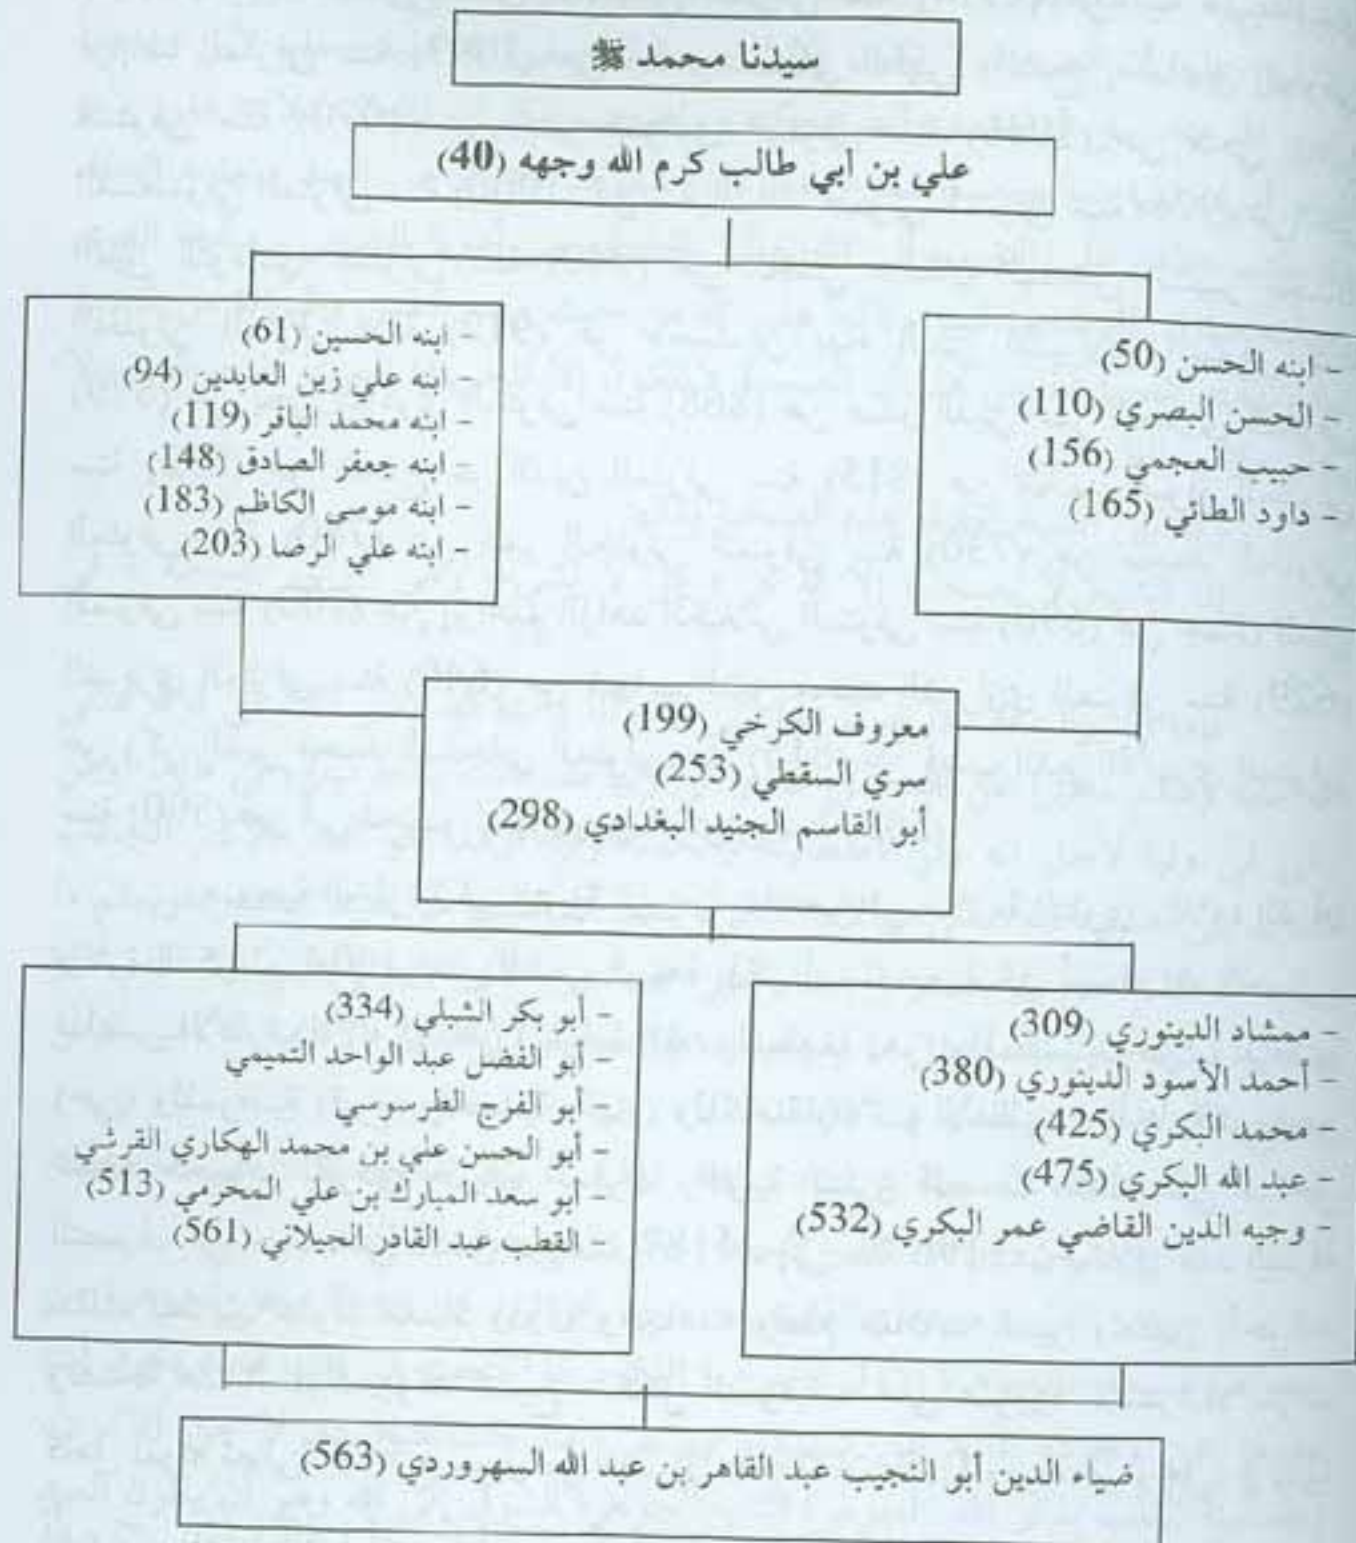 سيدنا محمد ﷺ
علي بن أبي طالب كرم الله وجهه (40)
- ابنه الحسن (50)
- الحسن البصري (110)
- حبيب العجمي (156)
- داود الطائي (165)
- ابنه الحسين (61)
- ابنه علي زين العابدين (94)
- ابنه محمد الباقر (119)
- ابنه جعفر الصادق (148)
- ابنه موسى الكاظم (183)
- ابنه علي الرضا (203)
معروف الكرخي (199)
سري السقطي (253)
أبو القاسم الجنيد البغدادي (298)
- ممشاد الدينوري (309)
- أحمد الأسود الدينوري (380)
- محمد البكري (425)
- عبد الله البكري (475)
- وجيه الدين القاضي عمر البكري (532)
- أبو بكر الشبلي (334)
- أبو الفضل عبد الواحد التميمي
- أبو الفرج الطرسوسي
- أبو الحسن علي بن محمد الهكاري القرشي
- أبو سعد المبارك بن علي المخرمي (513)
- القطب عبد القادر الجيلاني (561)
ضياء الدين أبو النجيب عبد القاهر بن عبد الله السهروردي (563)